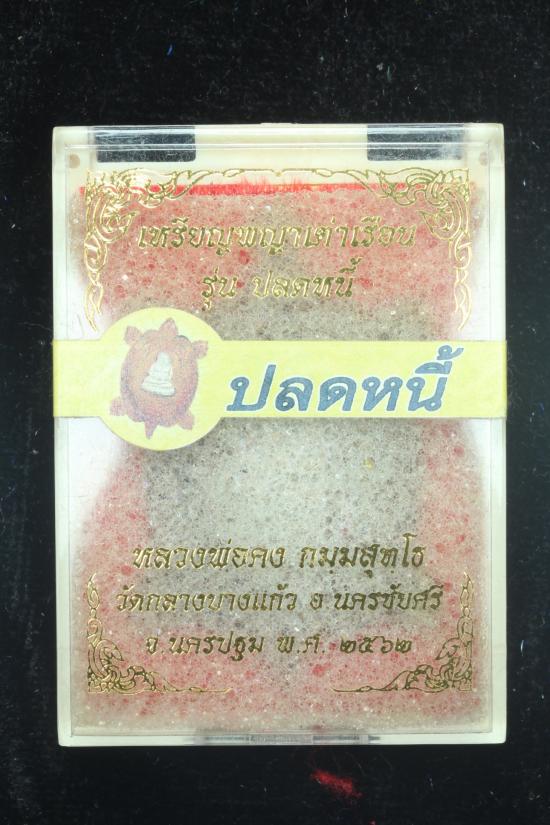 เหรียญพญาเต่าเรือน
รุ่น ปลดหนี้
ปลดหนี้
หลวงพ่อคง กมฺมสุทโธ
วัดกลางบางแก้ว อ.นครชัยศรี
จ.นครปฐม พ.ศ. ๒๕๖๒